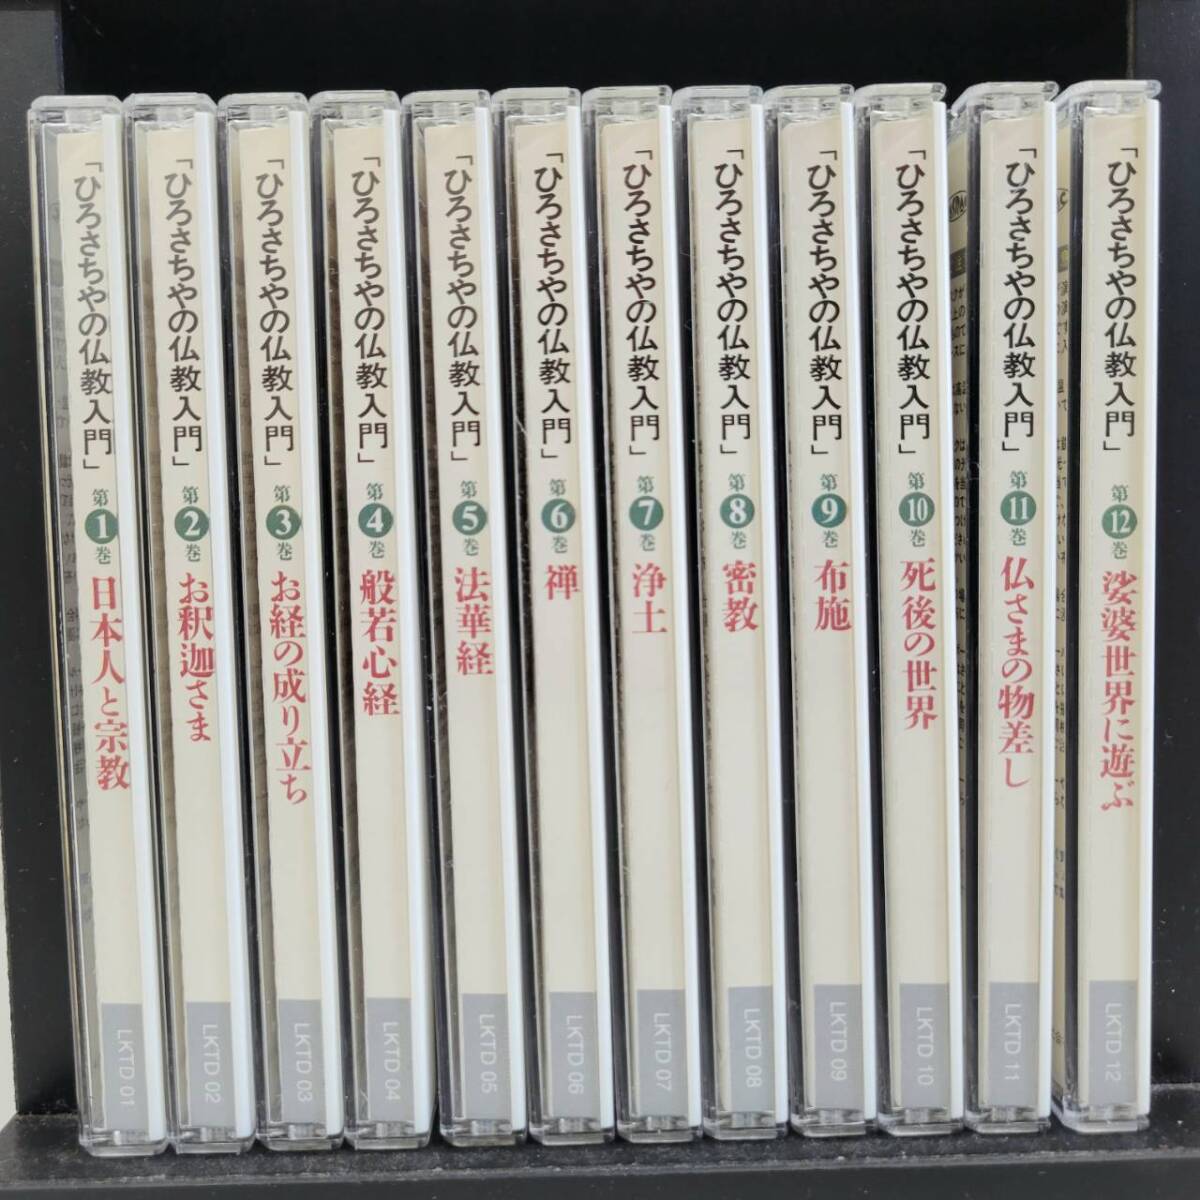 「ひろさちやの仏教入門」 第1巻 日本人と宗教 LKTD 01
「ひろさちやの仏教入門」 第2巻 お釈迦さま LKTD 02
「ひろさちやの仏教入門」 第3巻 お経の成り立ち LKTD 03
「ひろさちやの仏教入門」 第4巻 般若心経 LKTD 04
「ひろさちやの仏教入門」 第5巻 法華経 LKTD 05
「ひろさちやの仏教入門」 第6巻 禅 LKTD 06
「ひろさちやの仏教入門」 第7巻 浄土 LKTD 07
「ひろさちやの仏教入門」 第8巻 密教 LKTD 08
「ひろさちやの仏教入門」 第9巻 布施 LKTD 09
「ひろさちやの仏教入門」 第10巻 死後の世界 LKTD 10
「ひろさちやの仏教入門」 第11巻 仏さまの物差し LKTD 11
「ひろさちやの仏教入門」 第12巻 娑婆世界に遊ぶ LKTD 12